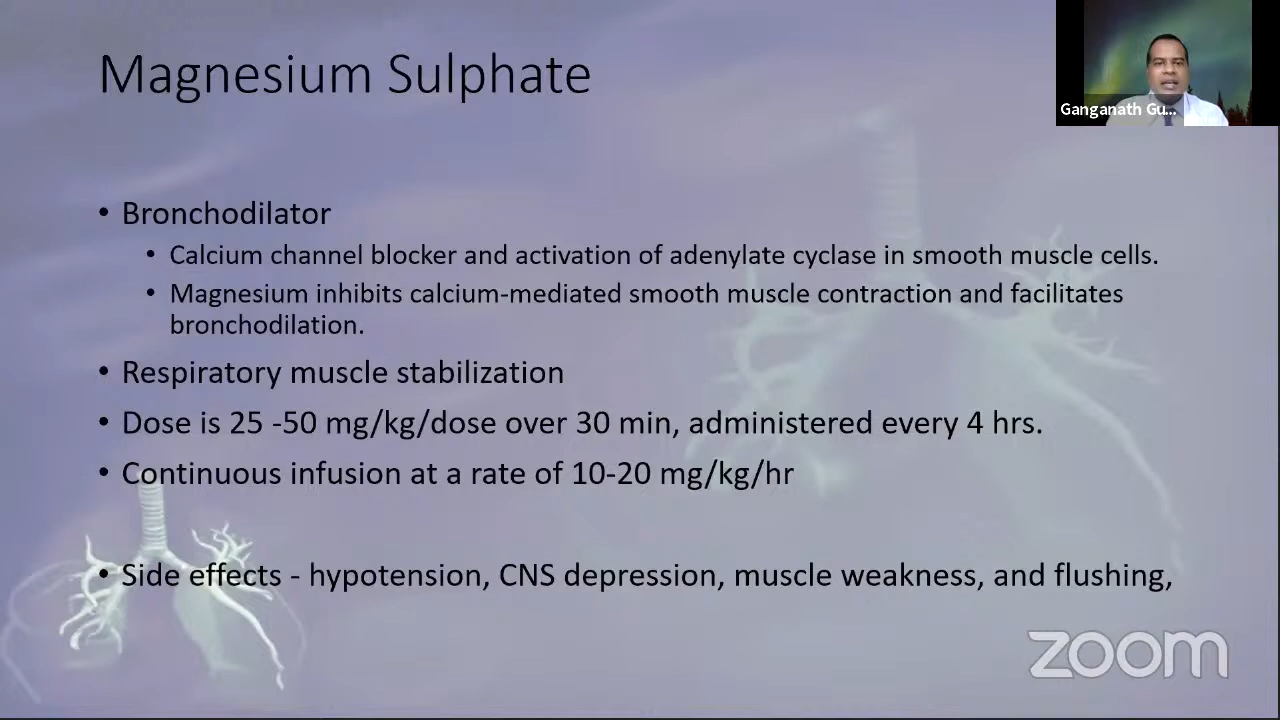 Magnesium Sulphate
Ganganath Gu...
• Bronchodilator
• Calcium channel blocker and activation of adenylate cyclase in smooth muscle cells.
• Magnesium inhibits calcium-mediated smooth muscle contraction and facilitates
bronchodilation.
• Respiratory muscle stabilization
• Dose is 25 -50 mg/kg/dose over 30 min, administered every 4 hrs.
• Continuous infusion at a rate of 10-20 mg/kg/hr
• Side effects - hypotension, CNS depression, muscle weakness, and flushing,
zoom